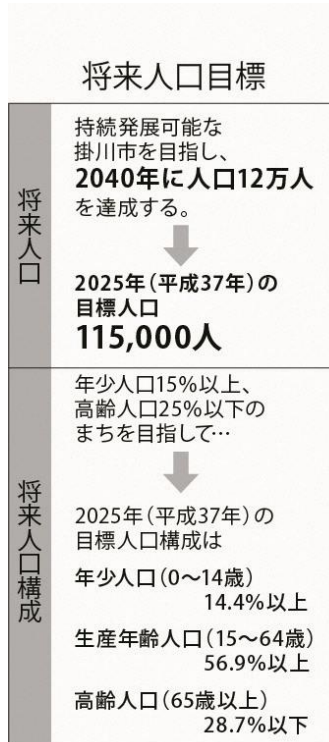 将来人口目標
将来人口
持続発展可能な
掛川市を目指し、
2040年に人口12万人
を達成する。
2025年(平成37年)の
目標人口
115,000人
将来人口構成
年少人口15%以上、
高齢人口25%以下の
まちを目指して…
2025年(平成37年)の
目標人口構成は
年少人口(0〜14歳)
14.4%以上
生産年齢人口(15〜64歳)
56.9%以上
高齢人口(65歳以上)
28.7%以下